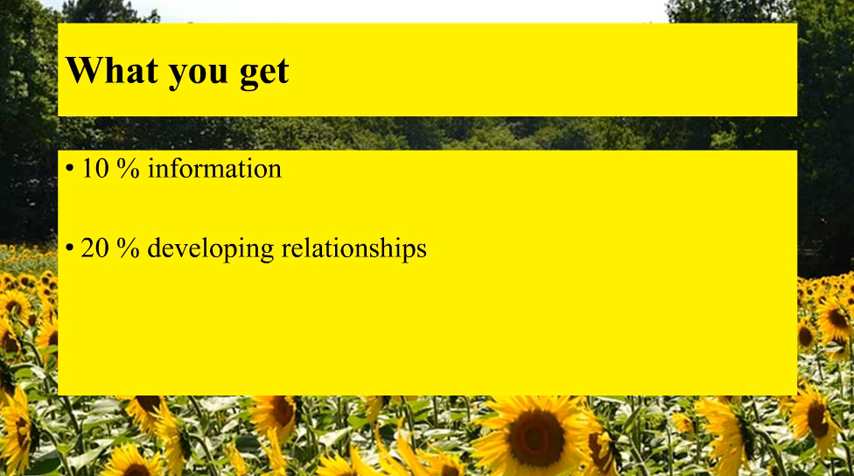 What you get
• 10 % information
• 20 % developing relationships